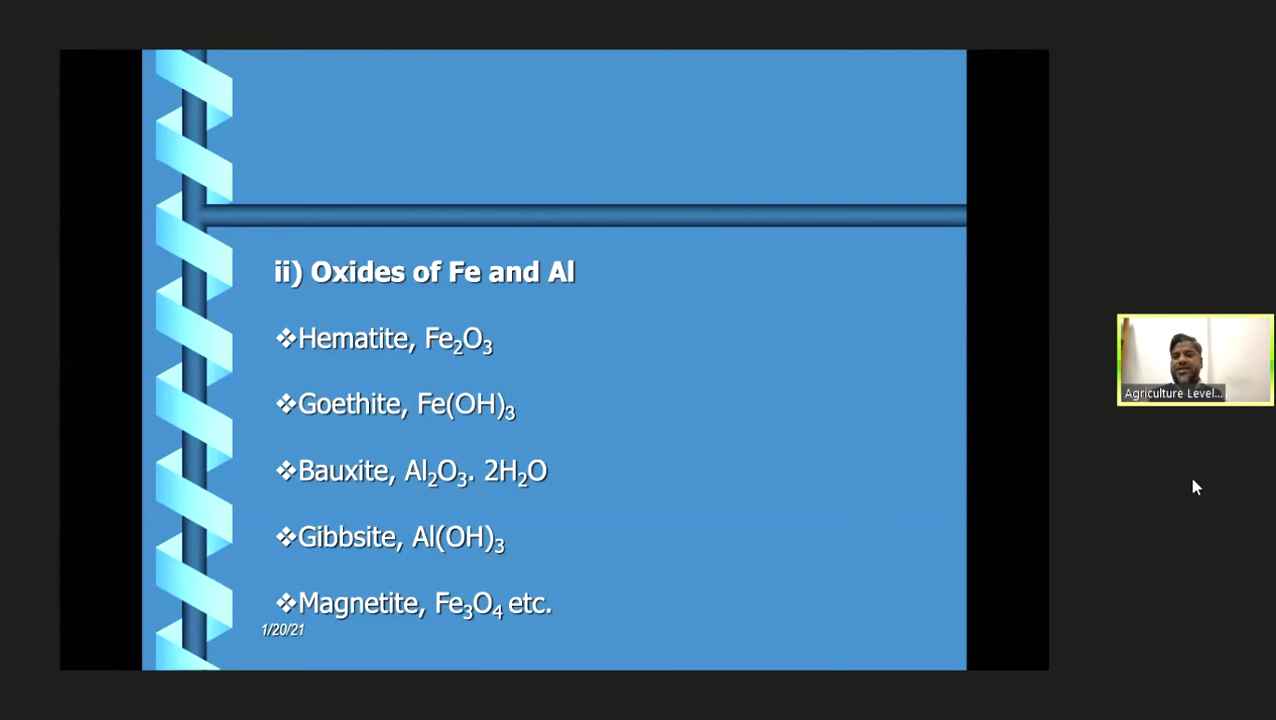 ii) Oxides of Fe and Al
❖Hematite, Fe₂O₃
❖Goethite, Fe(OH)₃
❖Bauxite, Al₂O₃. 2H₂O
❖Gibbsite, Al(OH)₃
❖Magnetite, Fe₃O₄ etc.
1/20/21
Agriculture Level...